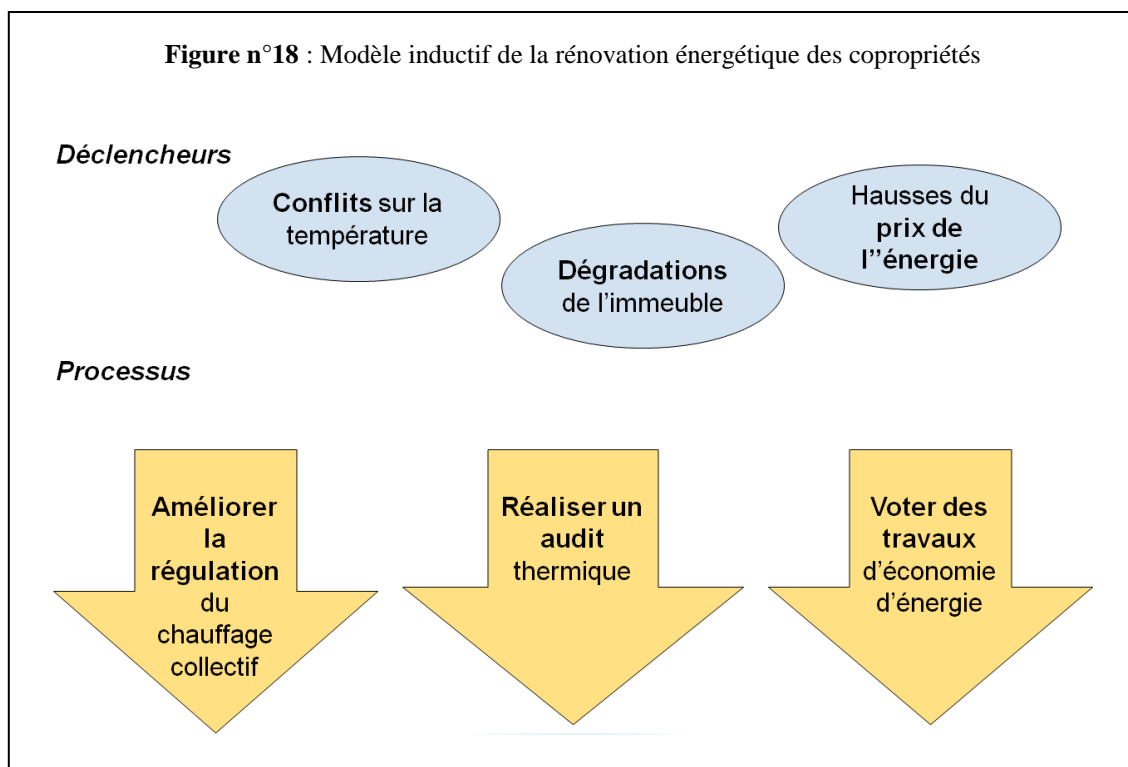 Figure n°18 : Modèle inductif de la rénovation énergétique des copropriétés
Déclencheurs
Conflits sur la
température
Dégradations
de l'immeuble
Hausses du
prix de
l''énergie
Processus
Améliorer
la
régulation
du
chauffage
collectif
Réaliser un
audit
thermique
Voter des
travaux
d'économie
d'énergie